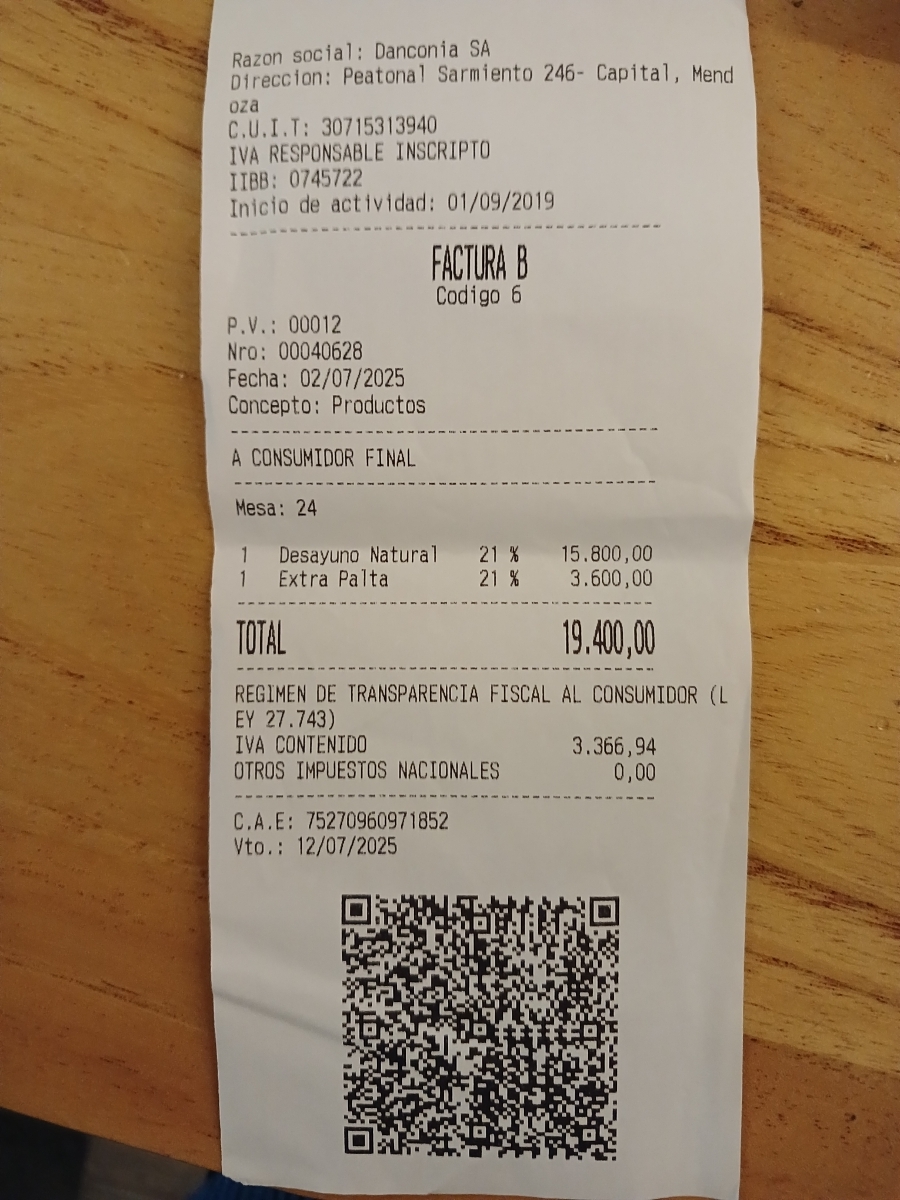 Razon social: Danconia SA
Direccion: Peatonal Sarmiento 246- Capital, Mend
oza
C.U.I.T: 30715313940
IVA RESPONSABLE INSCRIPTO
IIBB: 0745722
Inicio de actividad: 01/09/2019
FACTURA B
Codigo 6
P.V.: 00012
Nro: 00040628
Fecha: 02/07/2025
Concepto: Productos
A CONSUMIDOR FINAL
Mesa: 24
1 Desayuno Natural 21 % 15.800,00
1 Extra Palta 21 % 3.600,00
TOTAL 19.400,00
REGIMEN DE TRANSPARENCIA FISCAL AL CONSUMIDOR (L
EY 27.743)
IVA CONTENIDO 3.366,94
OTROS IMPUESTOS NACIONALES 0,00
C.A.E: 75270960971852
Vto.: 12/07/2025